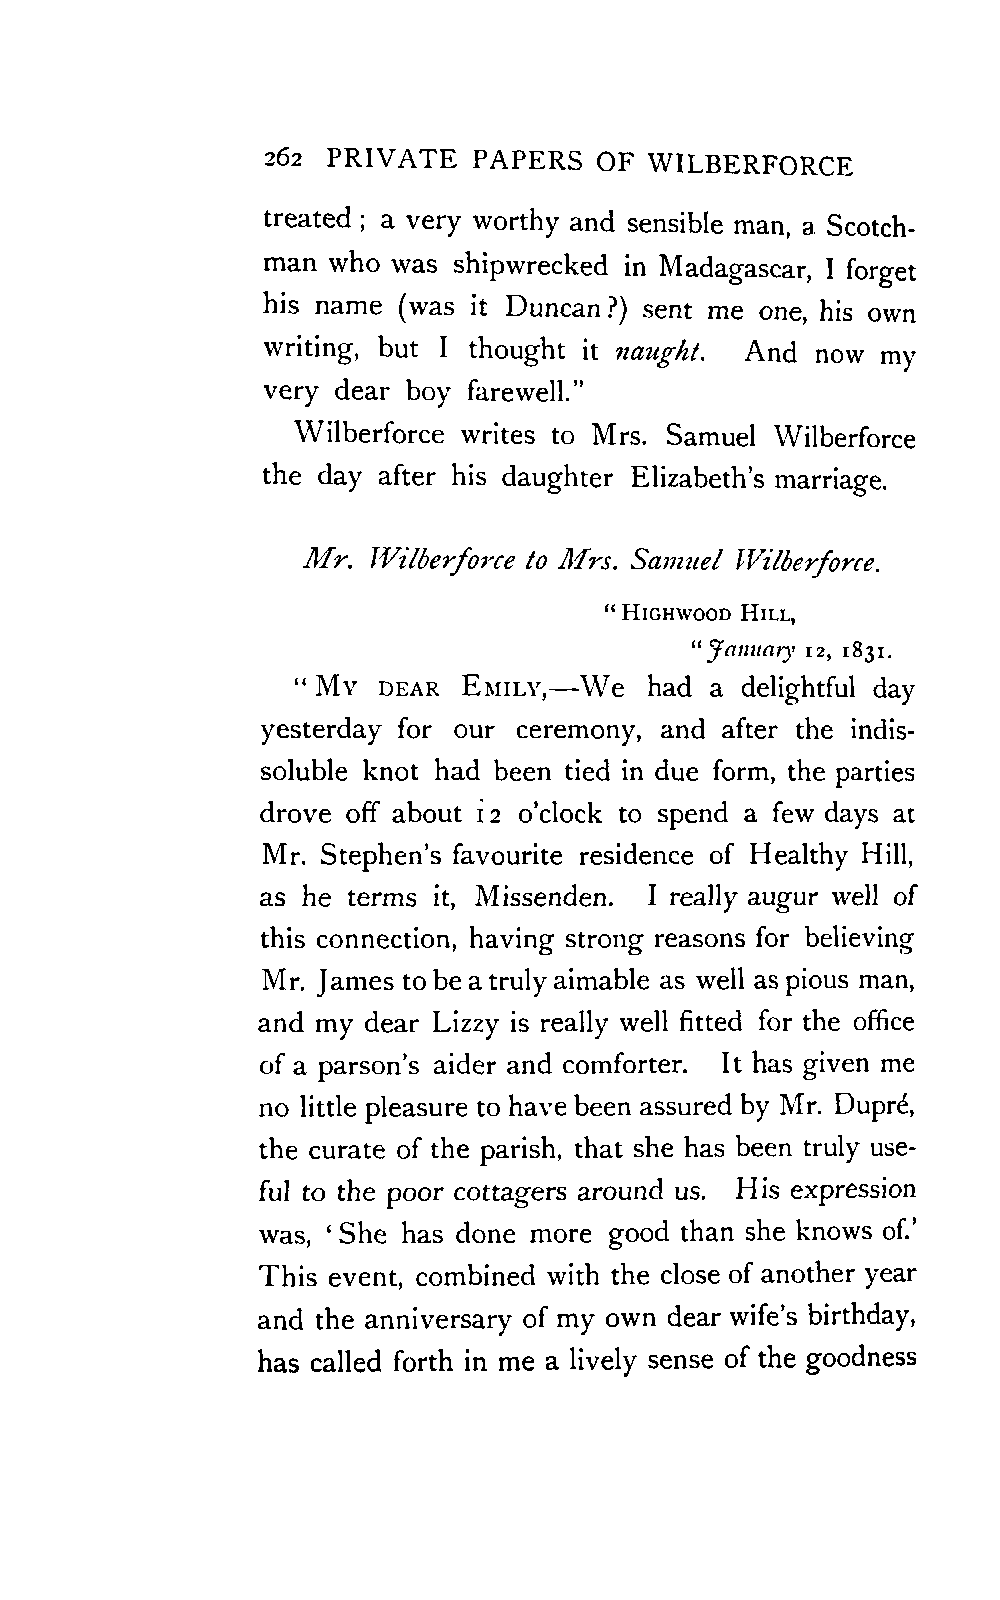 262 PRIVATE PAPERS OF WILBERFORCE
treated ; a very worthy and sensible man, a Scotch-
man who was shipwrecked in Madagascar, I forget
his name (was it Duncan?) sent me one, his own
writing, but I thought it naught. And now my
very dear boy farewell."
Wilberforce writes to Mrs. Samuel Wilberforce
the day after his daughter Elizabeth's marriage.
Mr. Wilberforce to Mrs. Samuel Wilberforce.
"HIGHWOOD HILL,
"January 12, 1831.
"MY DEAR EMILY,—We had a delightful day
yesterday for our ceremony, and after the indis-
soluble knot had been tied in due form, the parties
drove off about 12 o'clock to spend a few days at
Mr. Stephen's favourite residence of Healthy Hill,
as he terms it, Missenden. I really augur well of
this connection, having strong reasons for believing
Mr. James to be a truly aimable as well as pious man,
and my dear Lizzy is really well fitted for the office
of a parson's aider and comforter. It has given me
no little pleasure to have been assured by Mr. Dupré,
the curate of the parish, that she has been truly use-
ful to the poor cottagers around us. His expression
was, 'She has done more good than she knows of.'
This event, combined with the close of another year
and the anniversary of my own dear wife's birthday,
has called forth in me a lively sense of the goodness